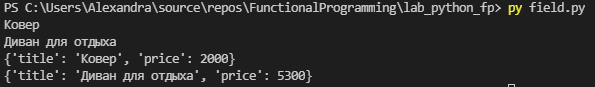 PS C:\Users\Alexandra\source\repos\FunctionalProgramming\lab_python_fp> py field.py
Ковер
Диван для отдыха
{'title': 'Ковер', 'price': 2000}
{'title': 'Диван для отдыха', 'price': 5300}